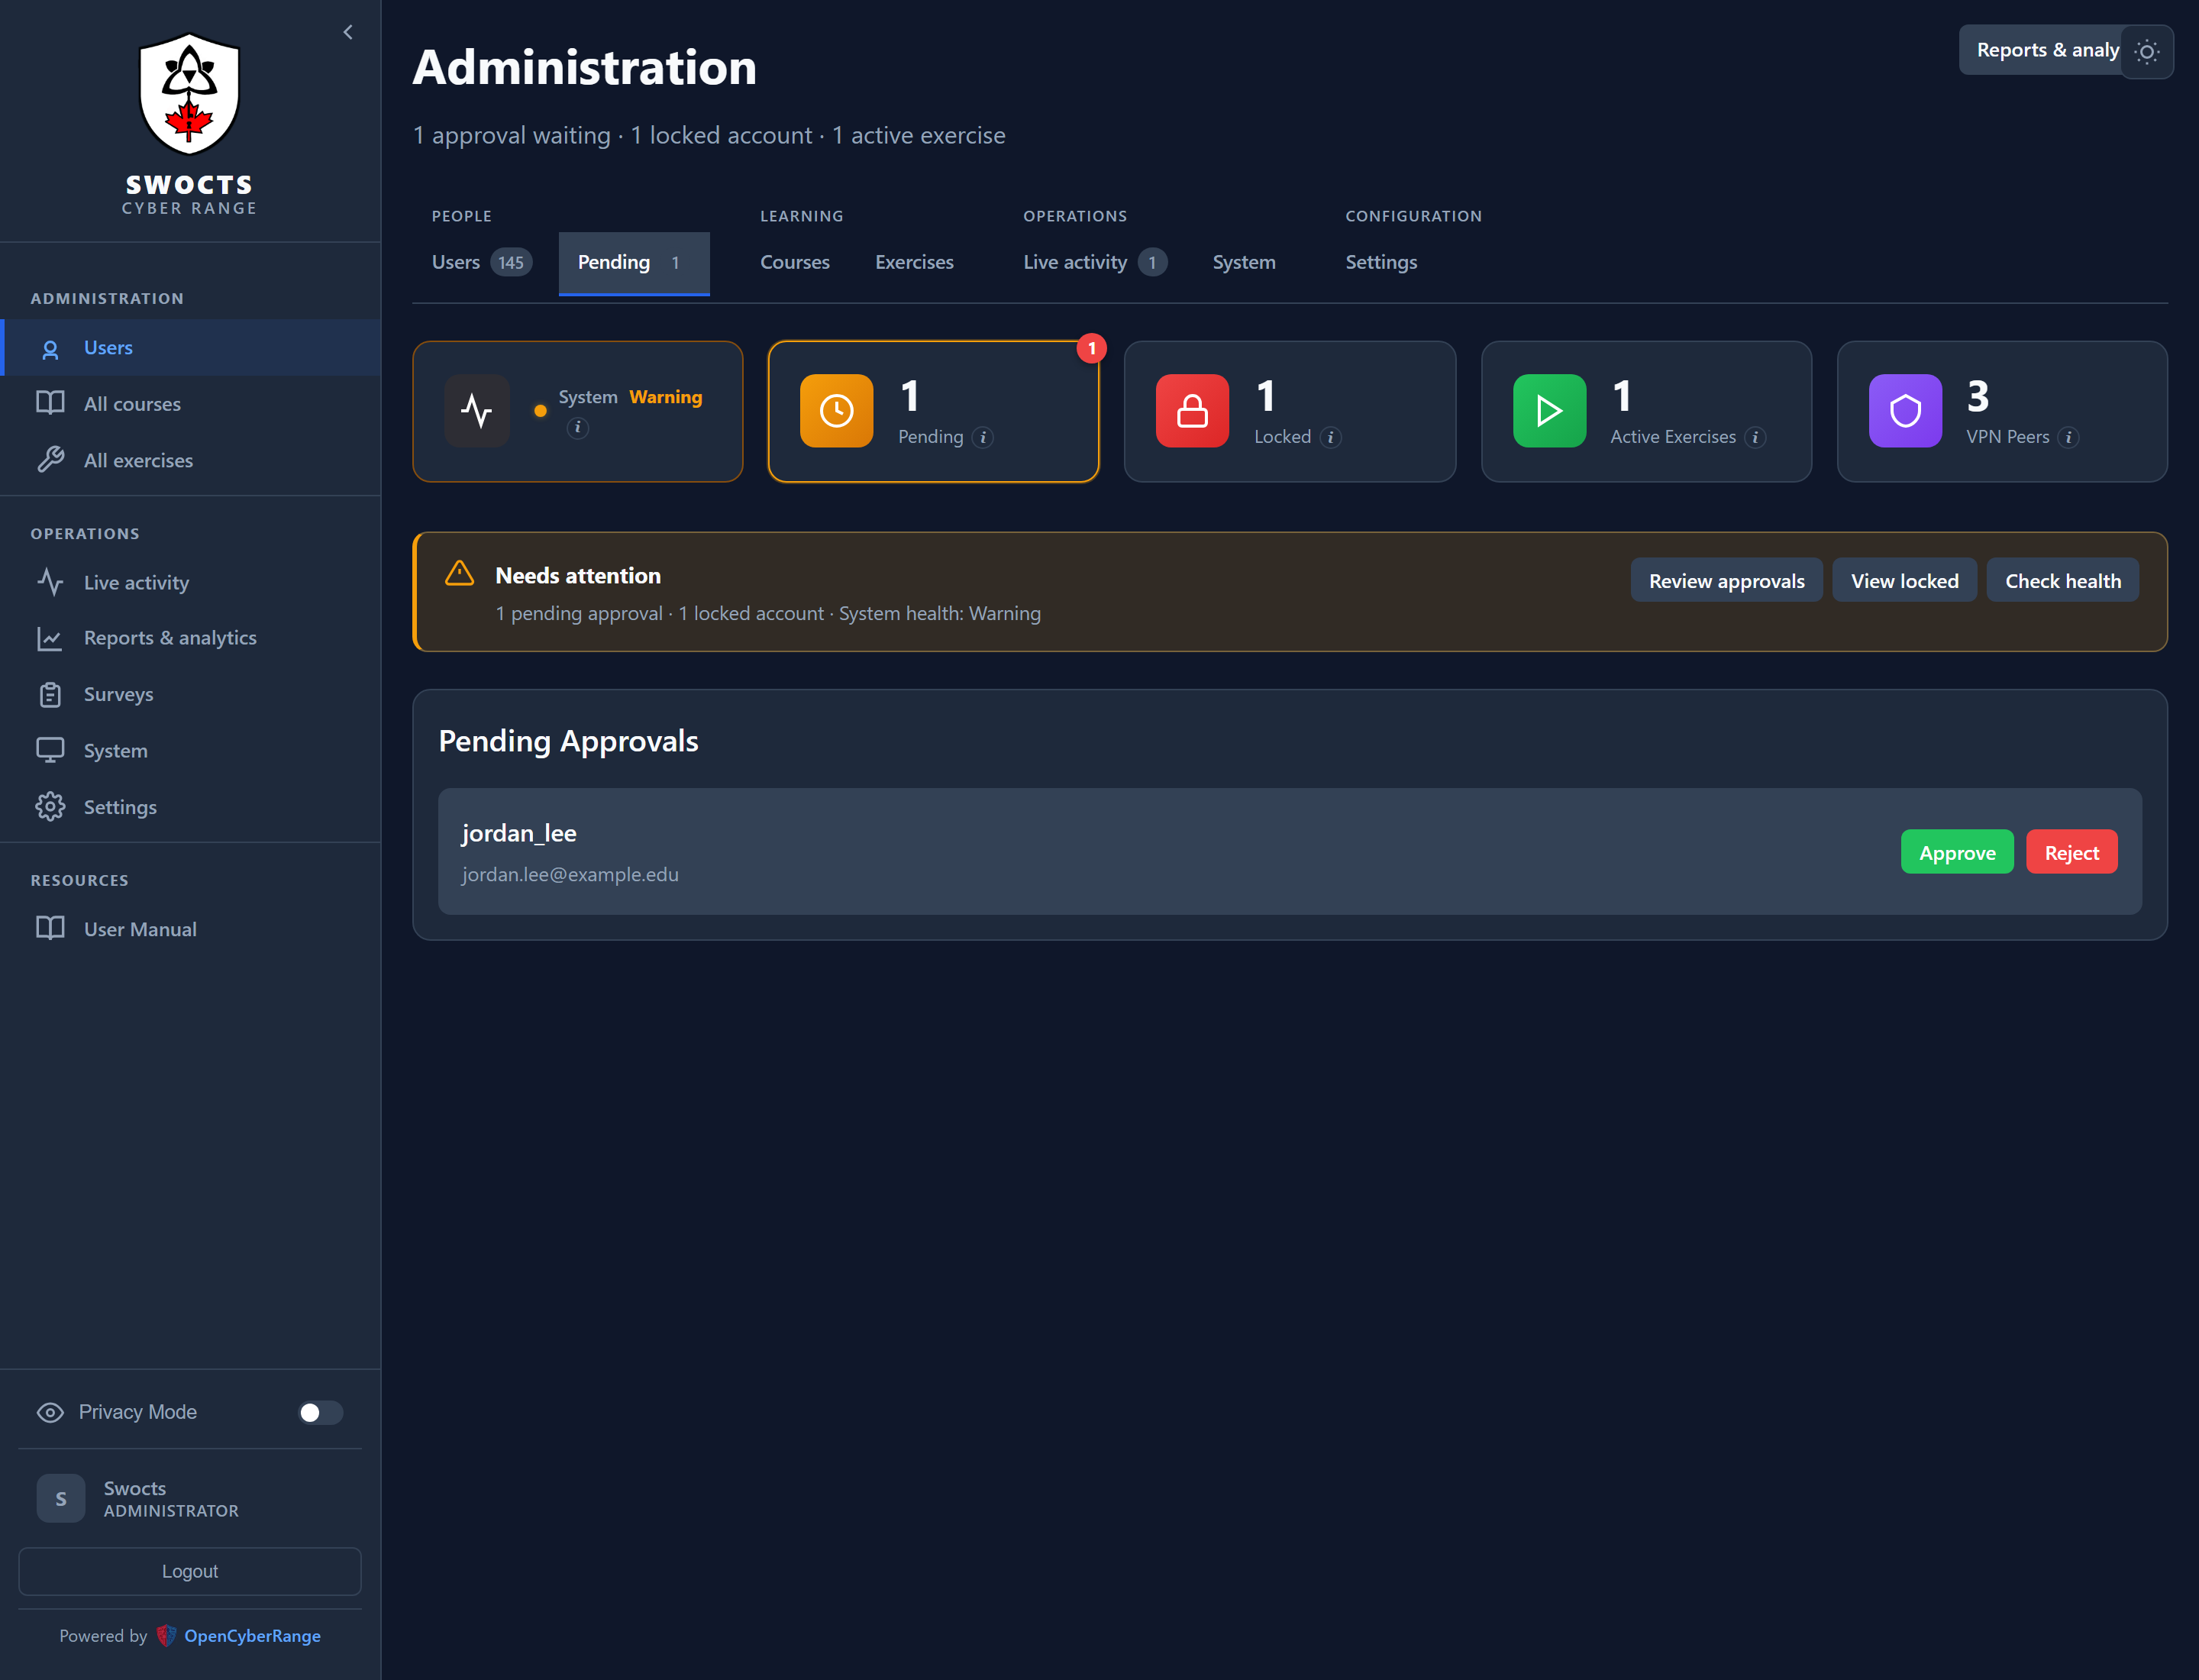 SWOCTS
CYBER RANGE
ADMINISTRATION
Users
All courses
All exercises
OPERATIONS
Live activity
Reports & analytics
Surveys
System
Settings
RESOURCES
User Manual
Privacy Mode
S
Swocts
ADMINISTRATOR
Logout
Powered by OpenCyberRange
Administration
Reports & analy
1 approval waiting · 1 locked account · 1 active exercise
PEOPLE LEARNING OPERATIONS CONFIGURATION
Users 145 Pending 1 Courses Exercises Live activity 1 System Settings
System Warning
i
1
1
Pending i
1
Locked i
1
Active Exercises i
3
VPN Peers i
Needs attention
1 pending approval · 1 locked account · System health: Warning
Review approvals View locked Check health
Pending Approvals
jordan_lee
jordan.lee@example.edu
Approve Reject